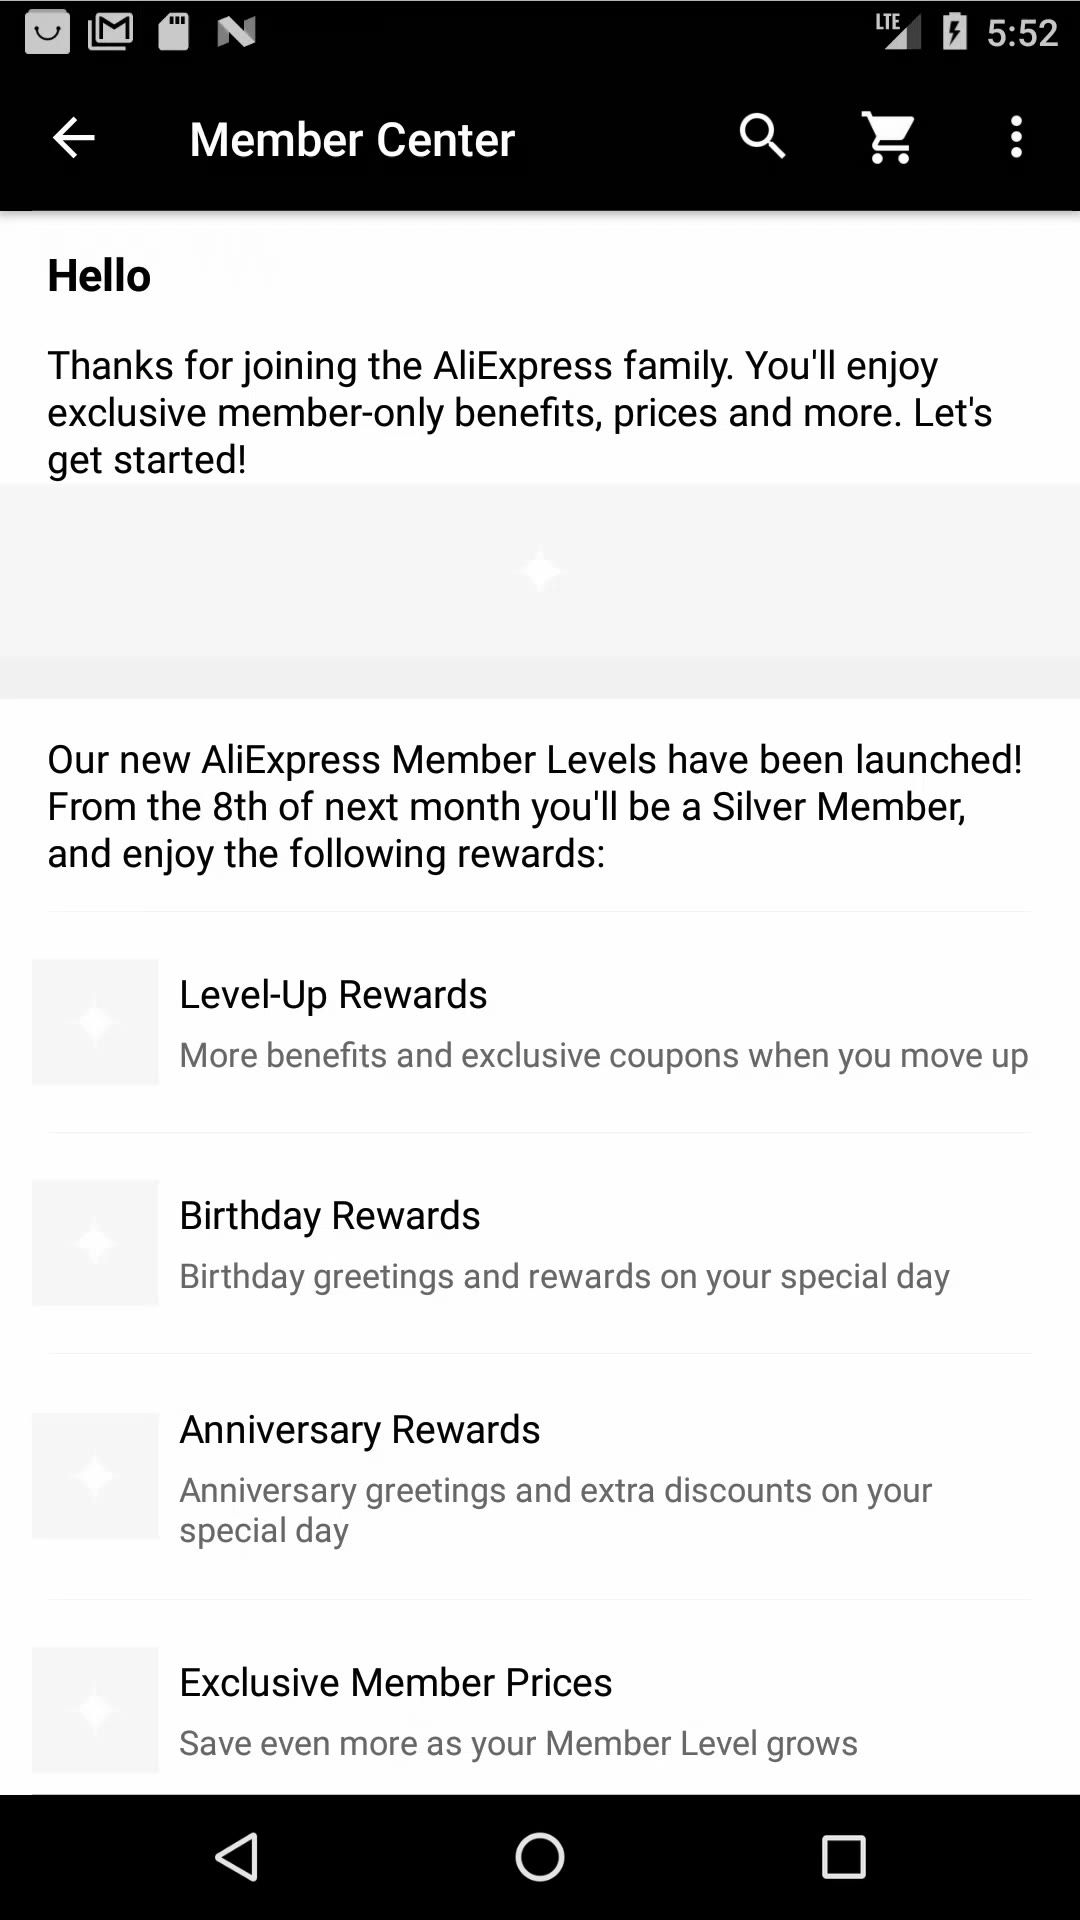 LTE 5:52
Member Center
Hello
Thanks for joining the AliExpress family. You'll enjoy
exclusive member-only benefits, prices and more. Let's
get started!
Our new AliExpress Member Levels have been launched!
From the 8th of next month you'll be a Silver Member,
and enjoy the following rewards:
Level-Up Rewards
More benefits and exclusive coupons when you move up
Birthday Rewards
Birthday greetings and rewards on your special day
Anniversary Rewards
Anniversary greetings and extra discounts on your
special day
Exclusive Member Prices
Save even more as your Member Level grows